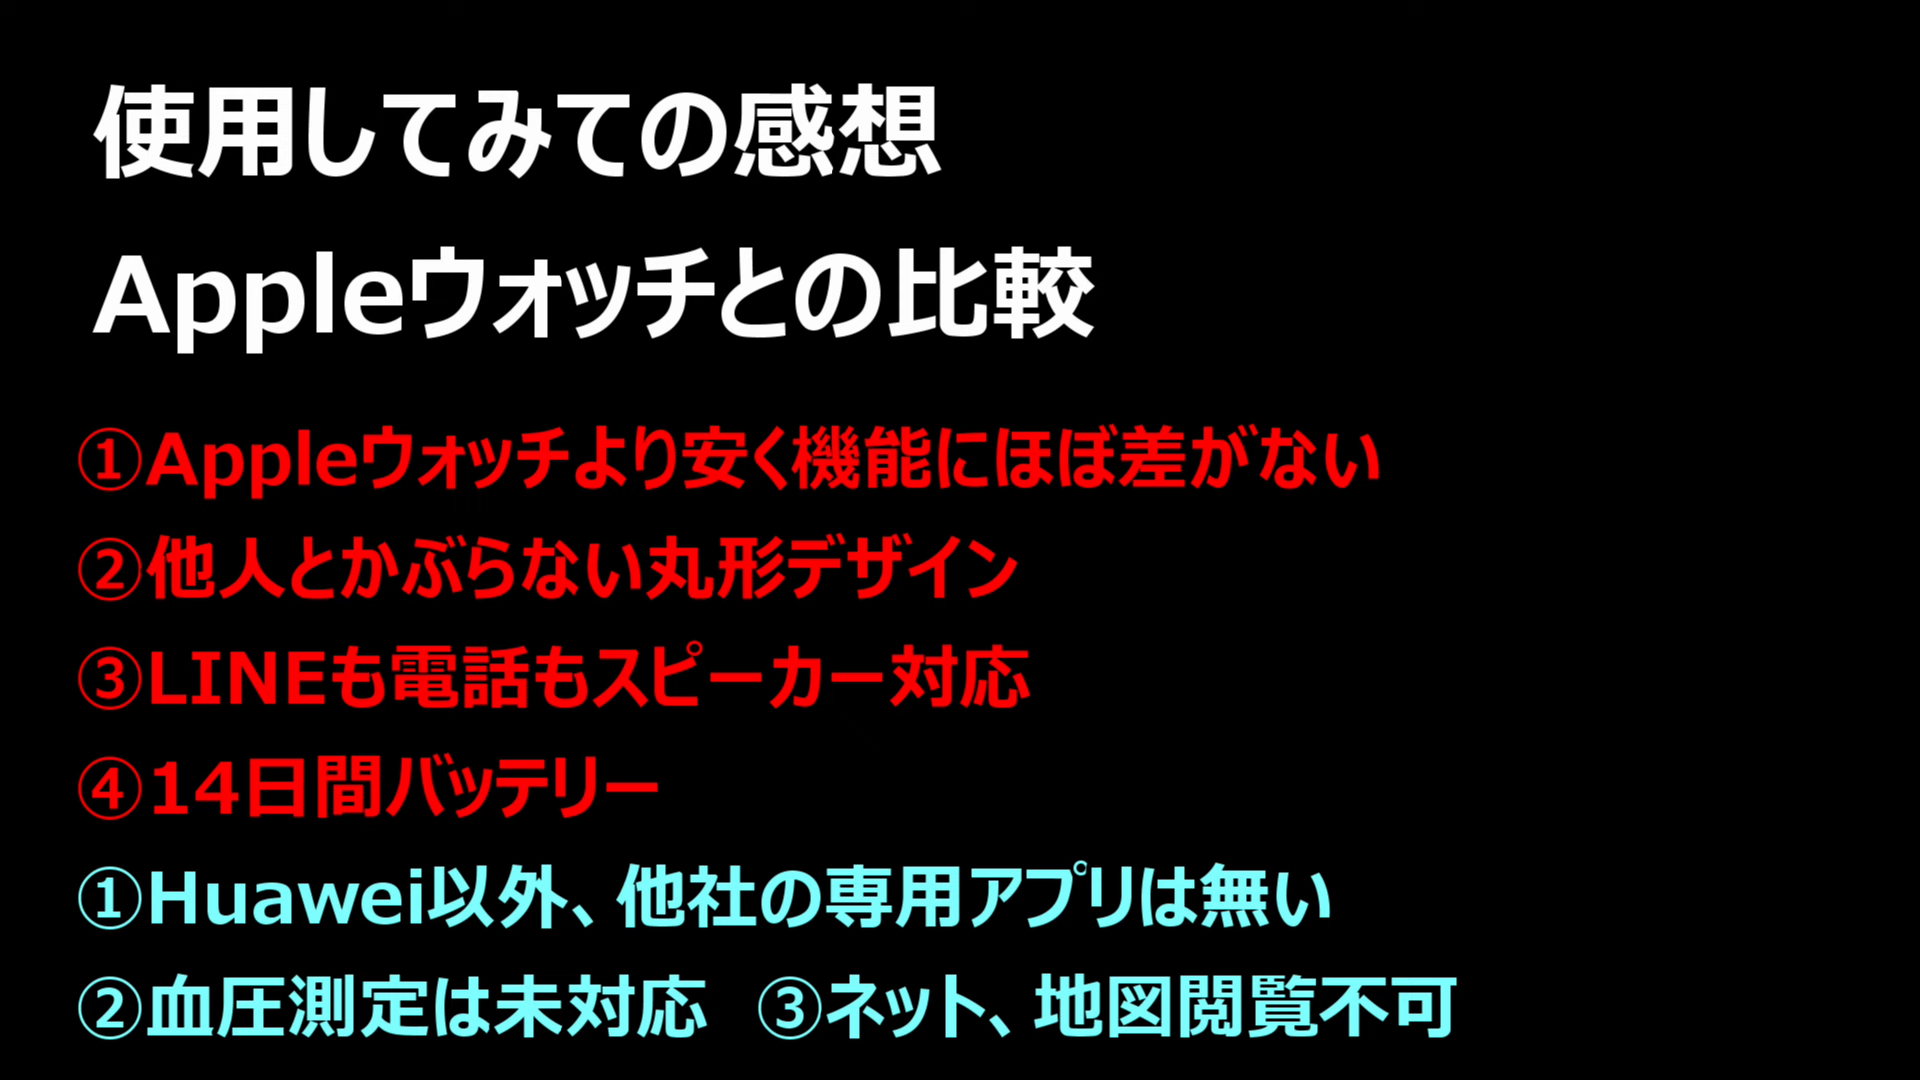 使用してみての感想
Appleウォッチとの比較
①Appleウォッチより安く機能にほぼ差がない
②他人とかぶらない丸形デザイン
③LINEも電話もスピーカー対応
④14日間バッテリー
①Huawei以外、他社の専用アプリは無い
②血圧測定は未対応　③ネット、地図閲覧不可